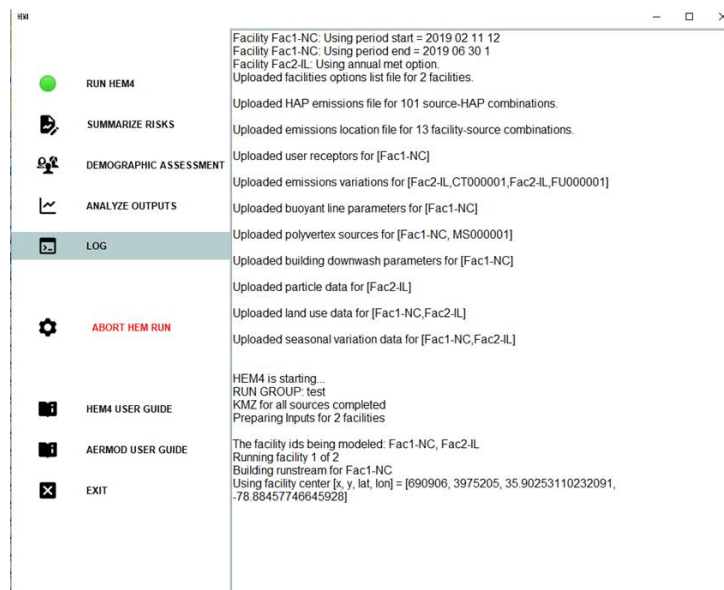 HEM4
RUN HEM4
SUMMARIZE RISKS
DEMOGRAPHIC ASSESSMENT
ANALYZE OUTPUTS
LOG
ABORT HEM RUN
HEM4 USER GUIDE
AERMOD USER GUIDE
EXIT
Facility Fac1-NC: Using period start = 2019 02 11 12
Facility Fac1-NC: Using period end = 2019 06 30 1
Facility Fac2-IL: Using annual met option.
Uploaded facilities options list file for 2 facilities.
Uploaded HAP emissions file for 101 source-HAP combinations.
Uploaded emissions location file for 13 facility-source combinations.
Uploaded user receptors for [Fac1-NC]
Uploaded emissions variations for [Fac2-IL,CT000001,Fac2-IL,FU000001]
Uploaded buoyant line parameters for [Fac1-NC]
Uploaded polyvertex sources for [Fac1-NC, MS000001]
Uploaded building downwash parameters for [Fac1-NC]
Uploaded particle data for [Fac2-IL]
Uploaded land use data for [Fac1-NC,Fac2-IL]
Uploaded seasonal variation data for [Fac1-NC,Fac2-IL]
HEM4 is starting...
RUN GROUP: test
KMZ for all sources completed
Preparing Inputs for 2 facilities
The facility ids being modeled: Fac1-NC, Fac2-IL
Running facility 1 of 2
Building runstream for Fac1-NC
Using facility center [x, y, lat, lon] = [690906, 3975205, 35.90253110232091,
-78.88457746645928]